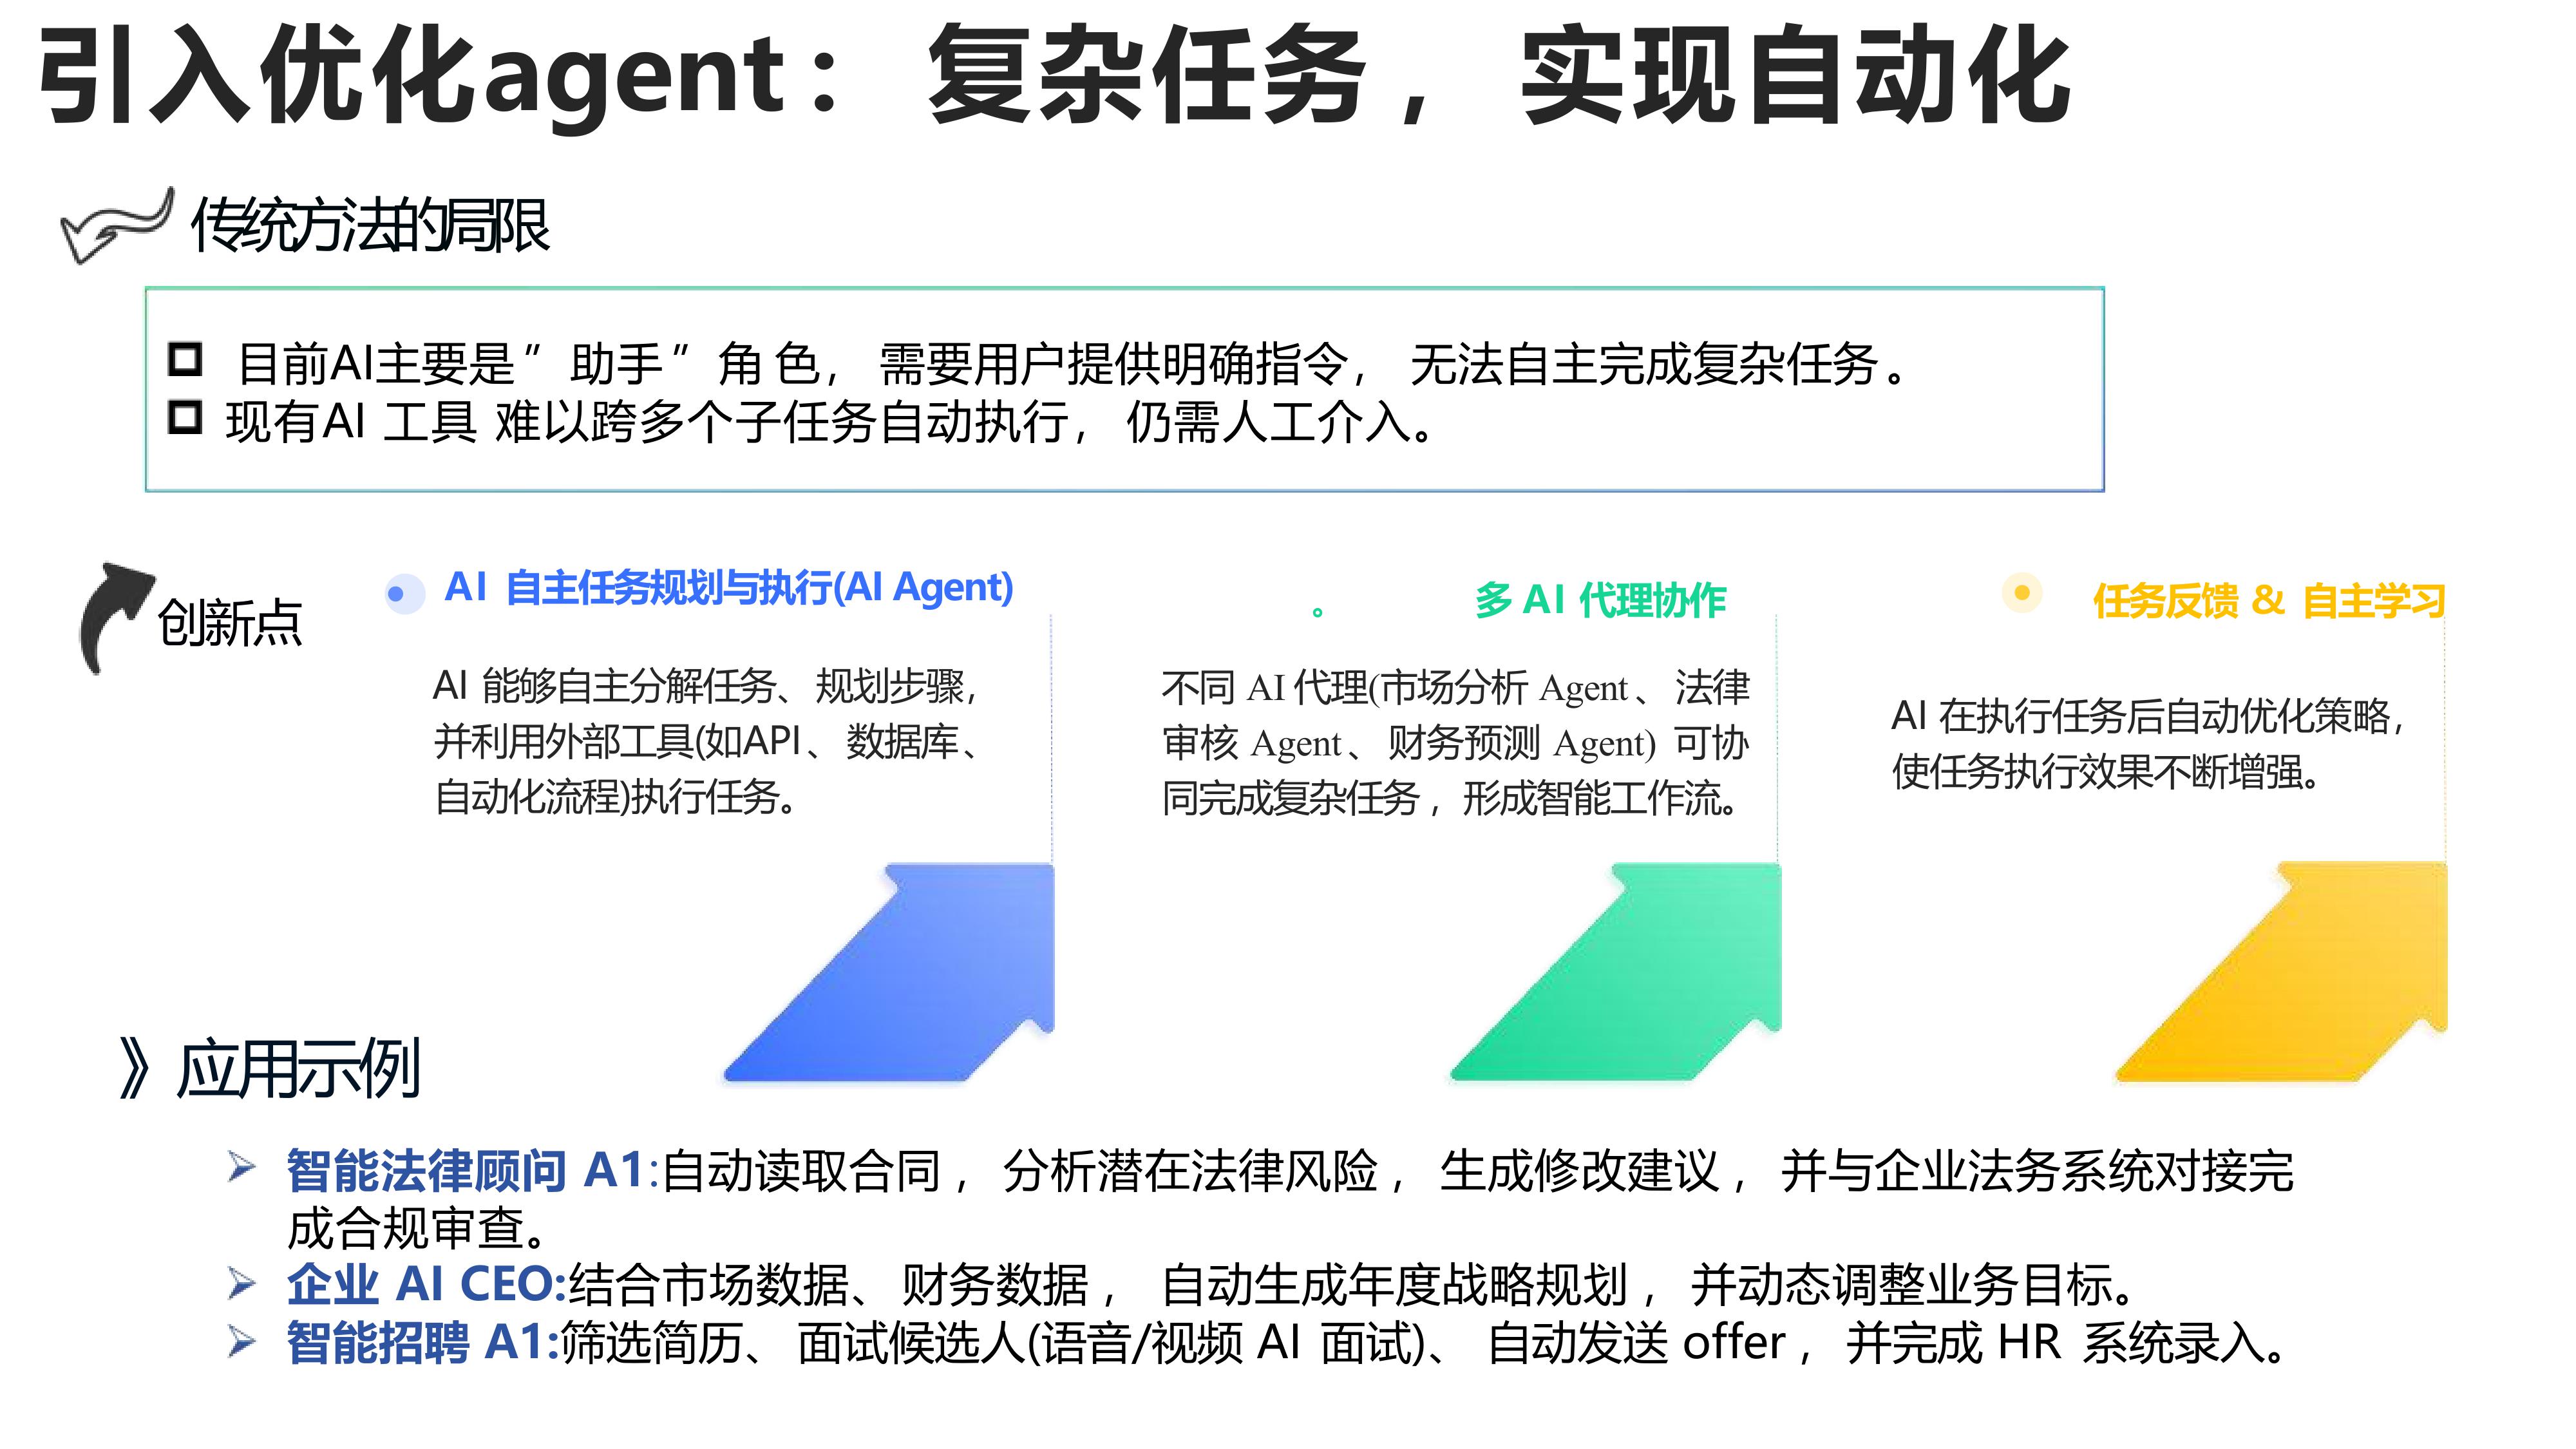 引入优化agent： 复杂任务， 实现自动化
传统方法的局限
目前AI主要是”助手”角 色， 需要用户提供明确指令， 无法自主完成复杂任务。
现有AI 工具 难以跨多个子任务自动执行， 仍需人工介入。
创新点
AI 自主任务规划与执行(AI Agent)
AI 能够自主分解任务、规划步骤，
并利用外部工具(如API、数据库、
自动化流程)执行任务。
。 多 AI 代理协作
不同 AI 代理(市场分析 Agent、法律
审核 Agent、财务预测 Agent) 可协
同完成复杂任务，形成智能工作流。
任务反馈 & 自主学习
AI 在执行任务后自动优化策略，
使任务执行效果不断增强。
》应用示例
智能法律顾问 A1:自动读取合同， 分析潜在法律风险， 生成修改建议， 并与企业法务系统对接完
成合规审查。
企业 AI CEO:结合市场数据、财务数据， 自动生成年度战略规划， 并动态调整业务目标。
智能招聘 A1:筛选简历、面试候选人(语音/视频 AI 面试)、自动发送 offer， 并完成 HR 系统录入。